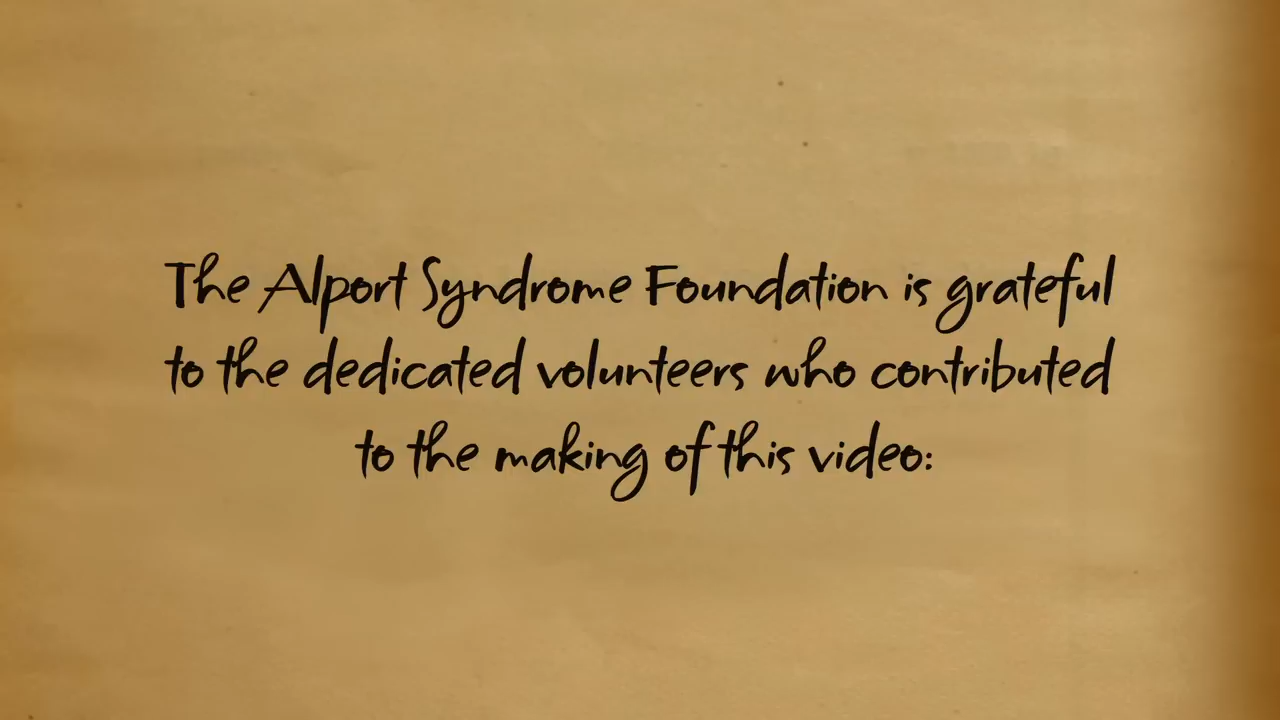 The Alport Syndrome Foundation is grateful
to the dedicated volunteers who contributed
to the making of this video: